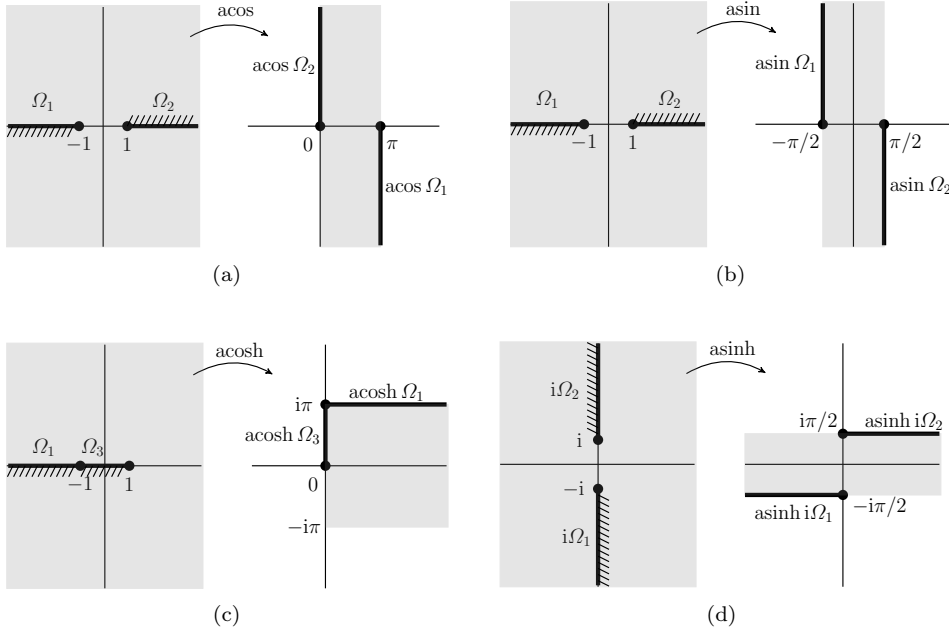 acos
Ω₁
Ω₂
−1
1
acos Ω₂
0
π
acos Ω₁
(a)
asin
Ω₁
Ω₂
−1
1
asin Ω₁
−π/2
π/2
asin Ω₂
(b)
acosh
Ω₁
Ω₃
−1
1
iπ
acosh Ω₁
acosh Ω₃
0
−iπ
(c)
asinh
iΩ₂
i
−i
iΩ₁
iπ/2
asinh iΩ₂
asinh iΩ₁
−iπ/2
(d)